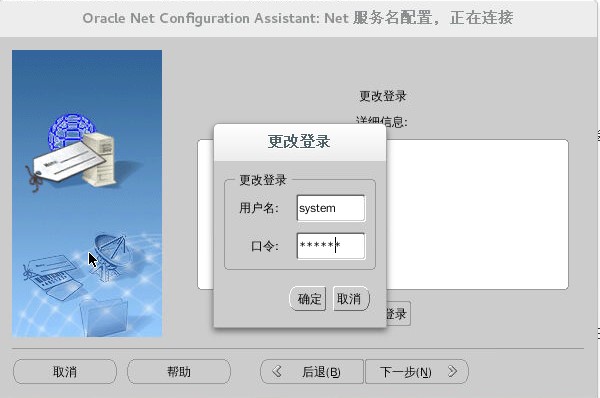 Oracle Net Configuration Assistant: Net 服务名配置，正在连接
更改登录
详细信息:
更改登录
更改登录
用户名: system
口令: ******
确定 取消
登录
取消 帮助 后退(B) 下一步(N)